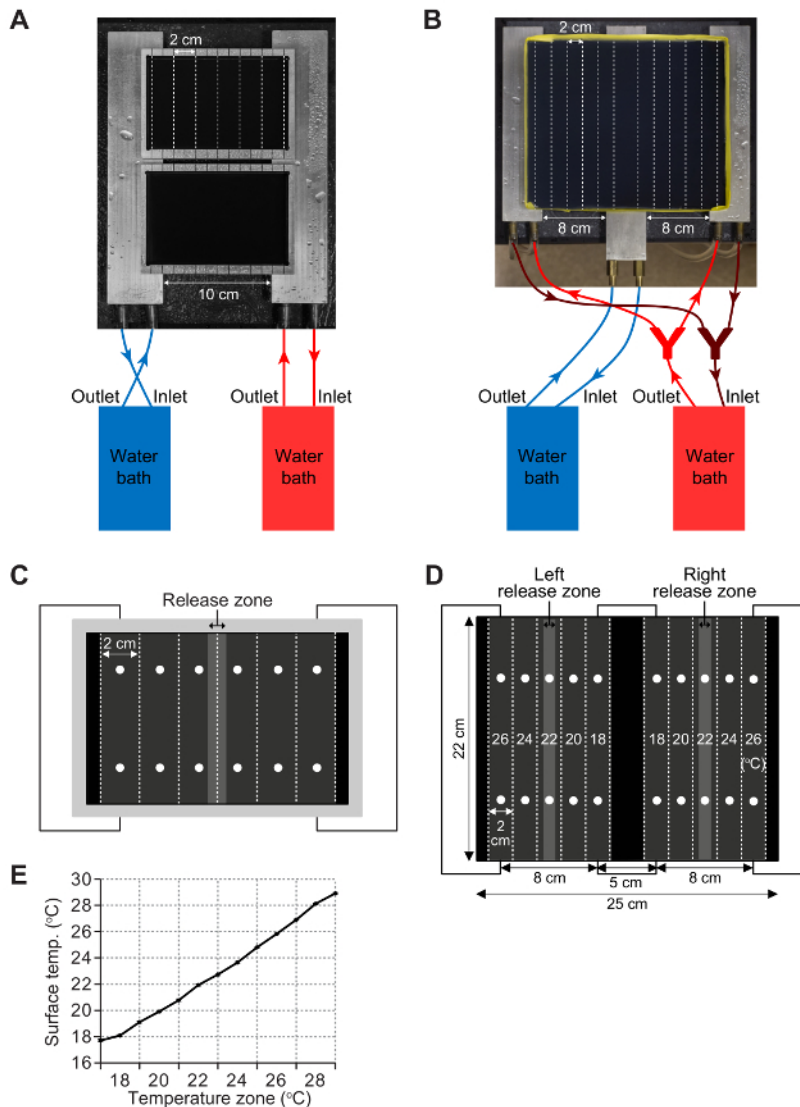 A
2 cm
10 cm
Outlet
Inlet
Outlet
Inlet
Water
bath
Water
bath
B
2 cm
8 cm
8 cm
Outlet
Inlet
Outlet
Inlet
Water
bath
Water
bath
C
Release zone
2 cm
D
Left
release zone
Right
release zone
22 cm
26 24 22 20 18 18 20 22 24 26
(°C)
2
cm
8 cm
5 cm
8 cm
25 cm
E
Surface temp. (°C)
30
28
26
24
22
20
18
16
18 20 22 24 26 28
Temperature zone (°C)